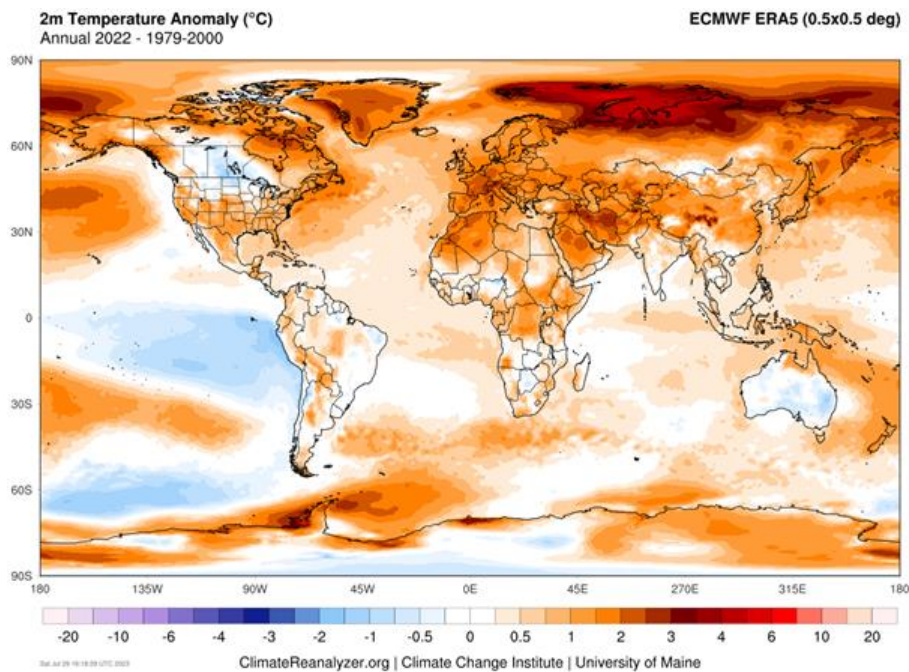 2m Temperature Anomaly (°C)
ECMWF ERA5 (0.5x0.5 deg)
Annual 2022 - 1979-2000
90N
60N
30N
0
30S
60S
90S
180 135W 90W 45W 0E 45E 270E 315E 180
-20 -10 -6 -4 -3 -2 -1 -0.5 0 0.5 1 2 3 4 6 10 20
ClimateReanalyzer.org | Climate Change Institute | University of Maine